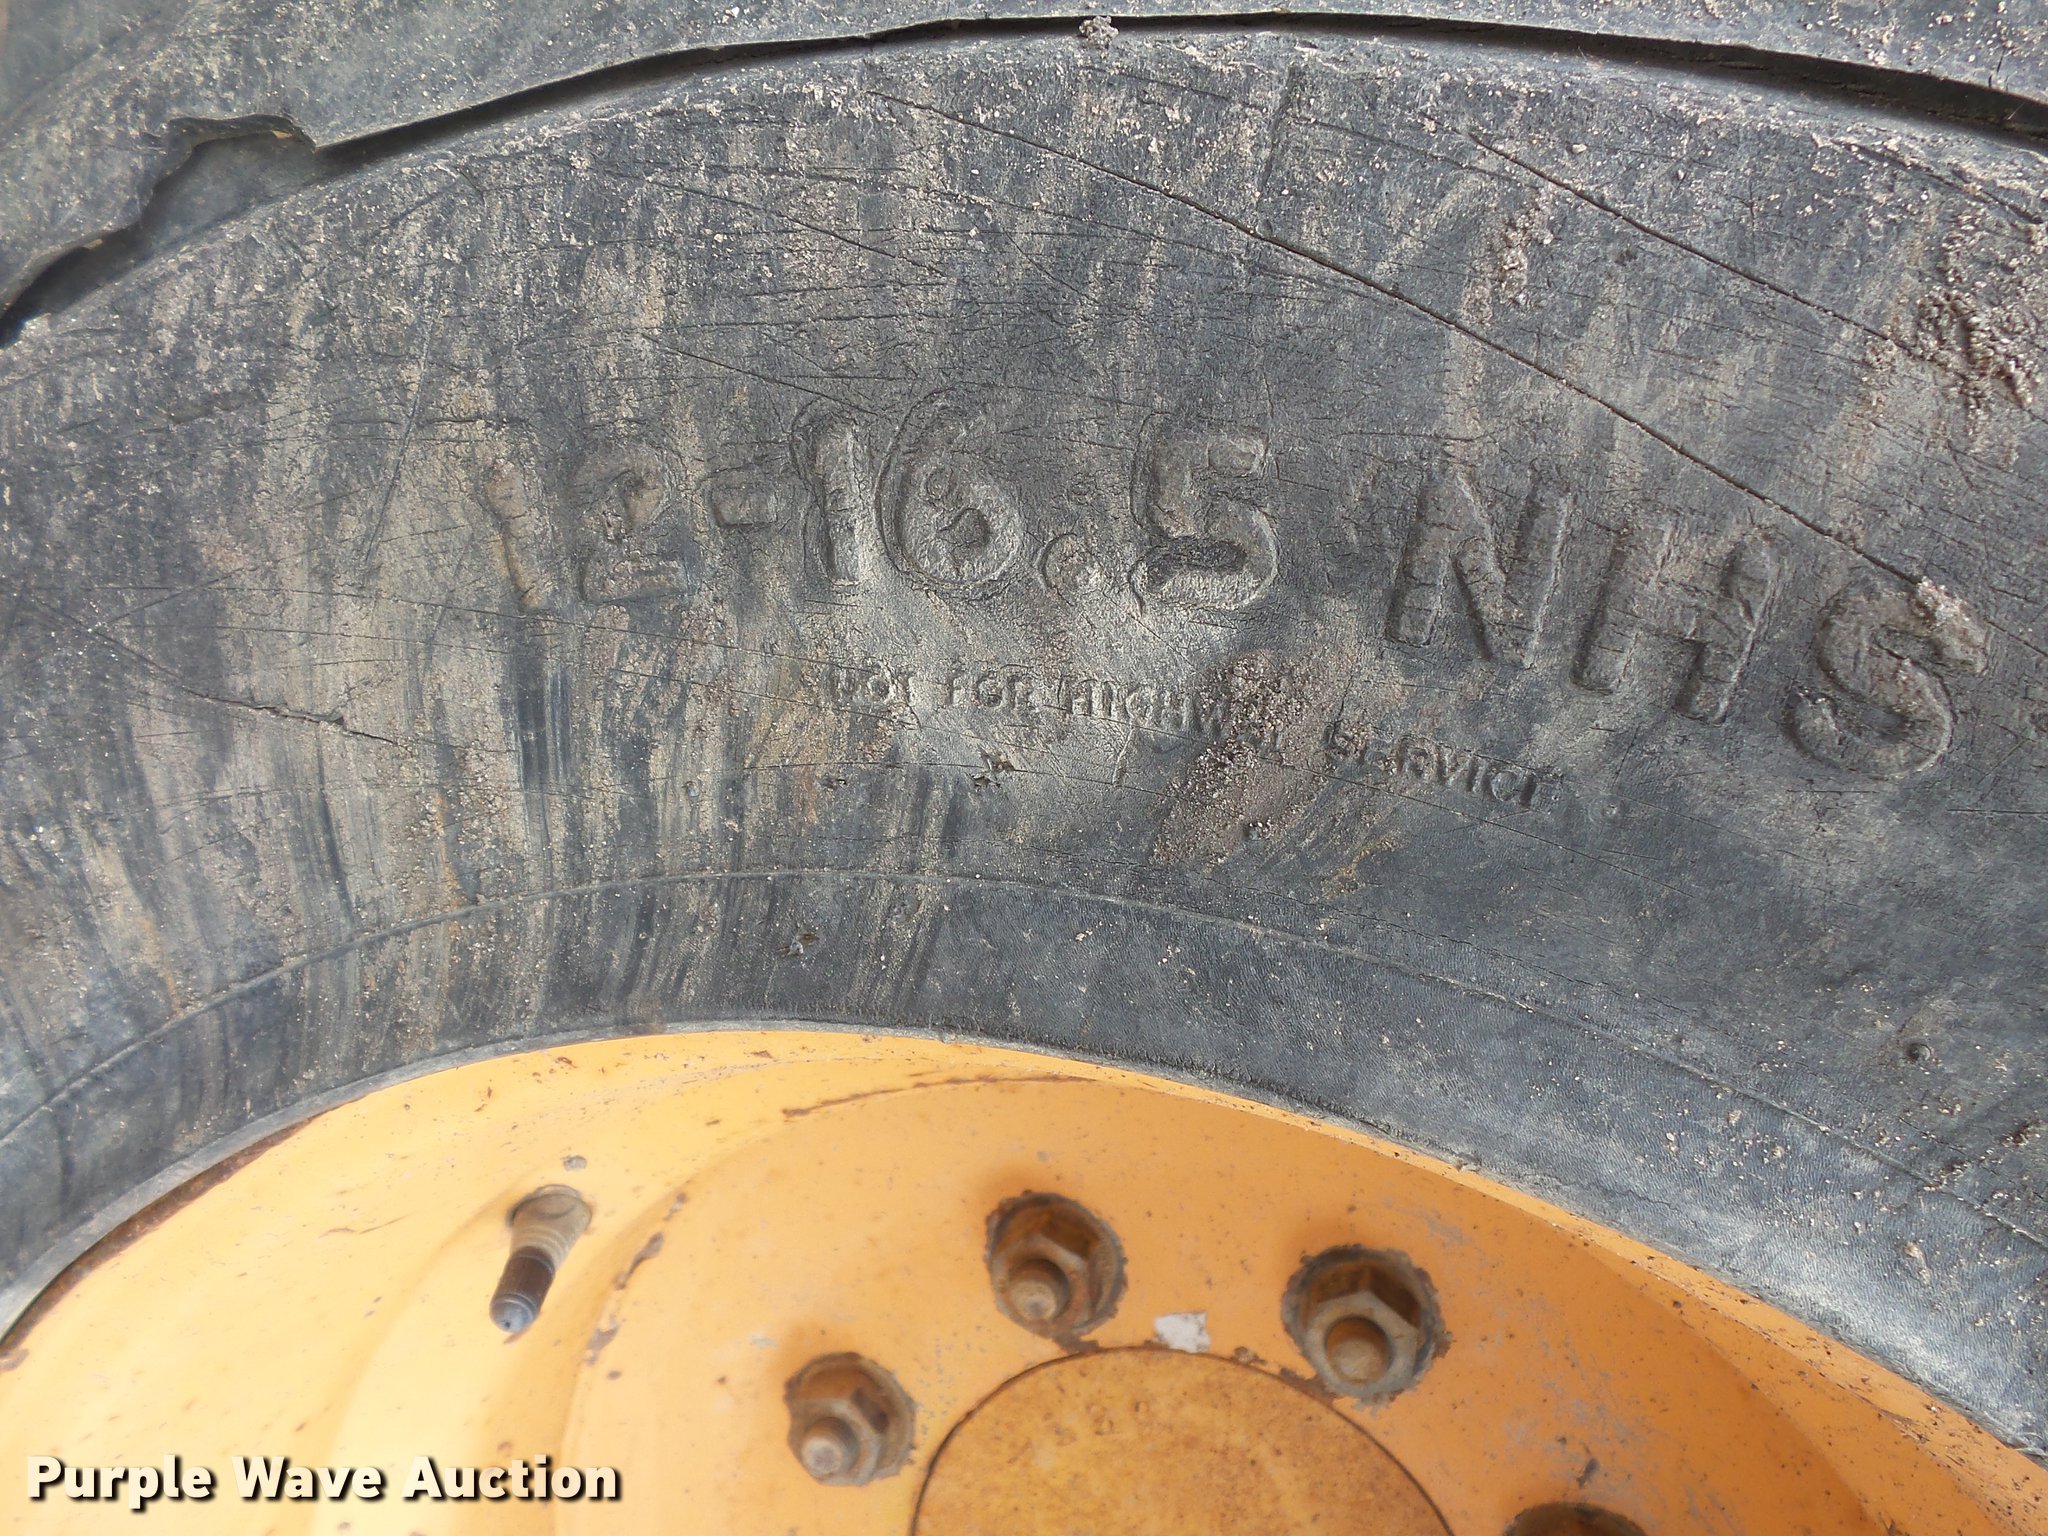 12-16.5 NHS
NOT FOR HIGHWAY SERVICE
Purple Wave Auction